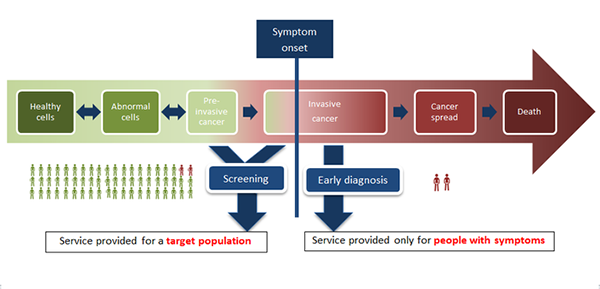 Symptom
onset
Healthy
cells
Abnormal
cells
Pre-
invasive
cancer
Invasive
cancer
Cancer
spread
Death
Screening
Early diagnosis
Service provided for a target population
Service provided only for people with symptoms